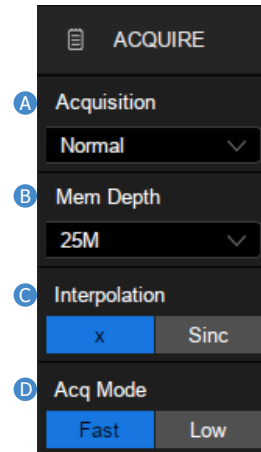 ACQUIRE
A Acquisition
Normal
B Mem Depth
25M
C Interpolation
x Sinc
D Acq Mode
Fast Low